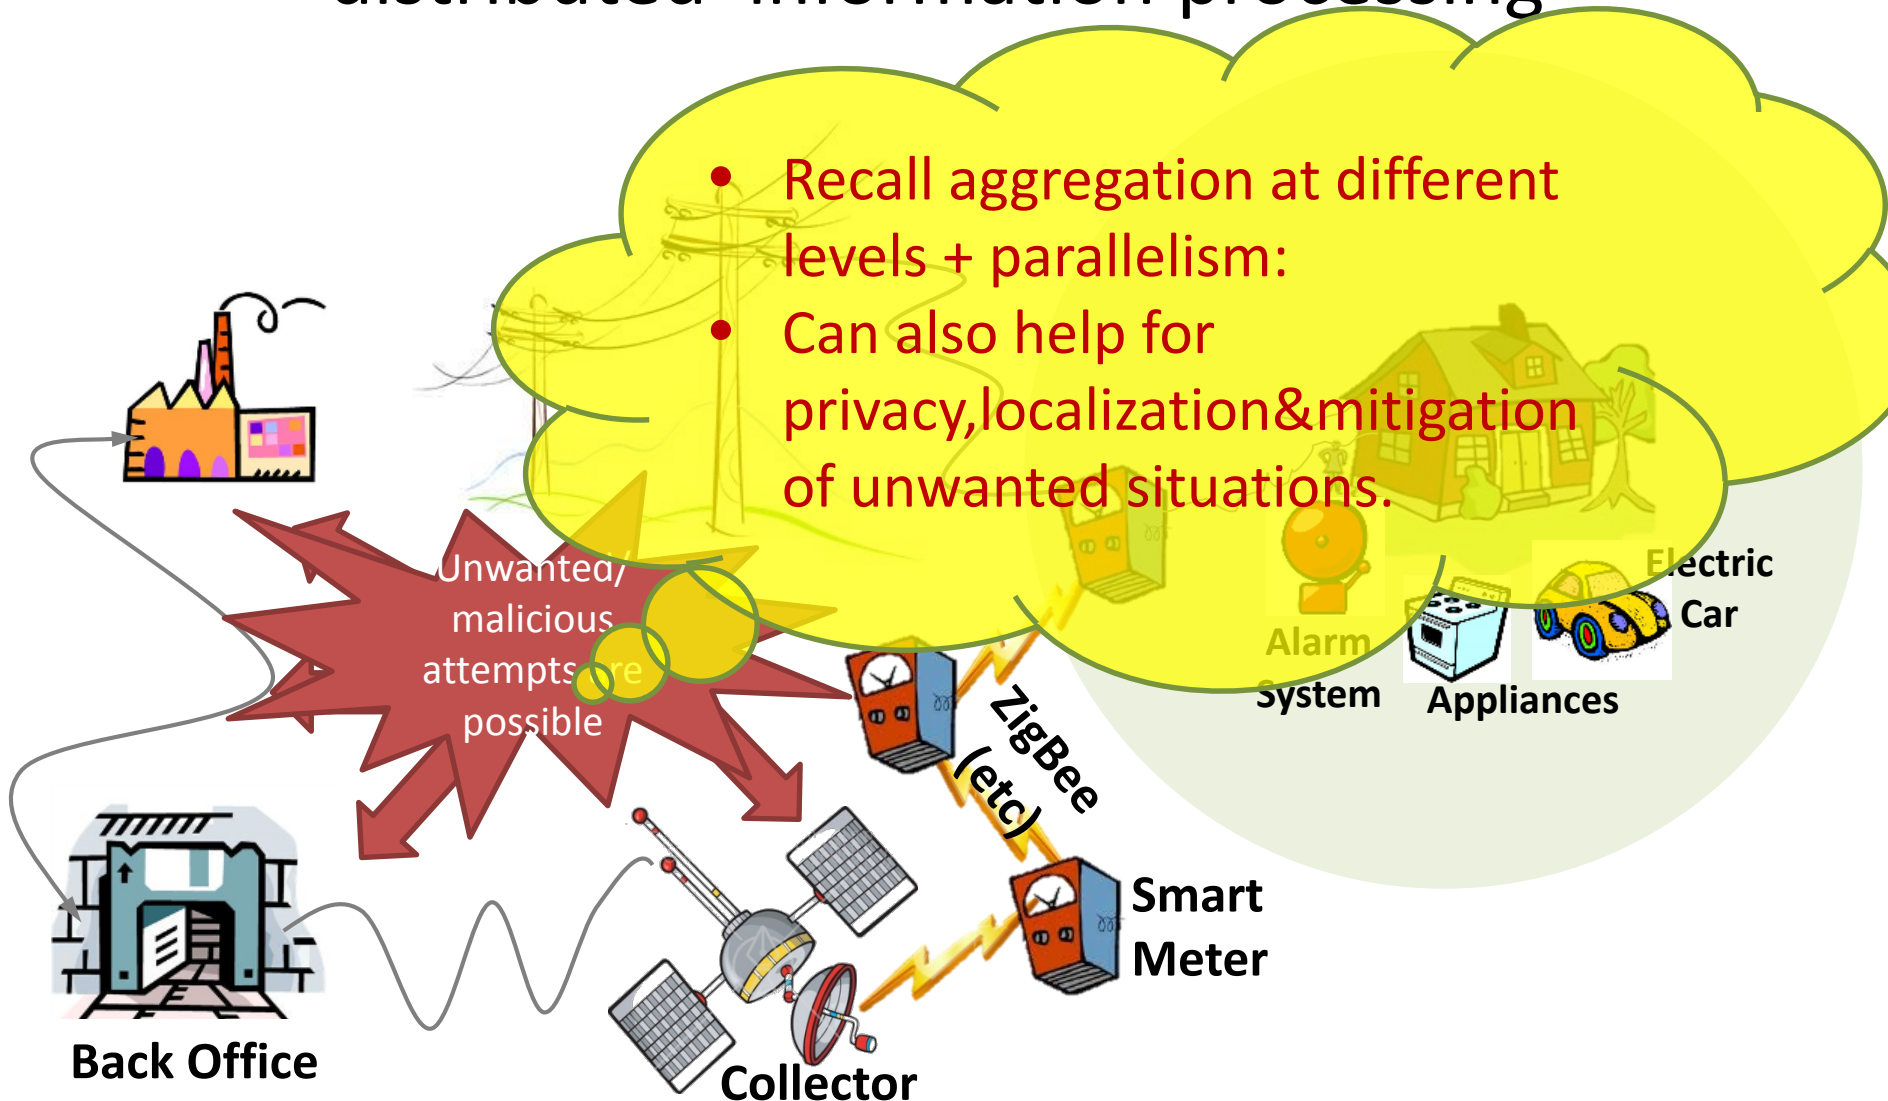 distributed information processing
• Recall aggregation at different
levels + parallelism:
• Can also help for
privacy,localization&mitigation
of unwanted situations.
Unwanted/
malicious
attempts are
possible
Electric
Car
Alarm
System
Appliances
ZigBee
(etc)
Smart
Meter
Back Office
Collector